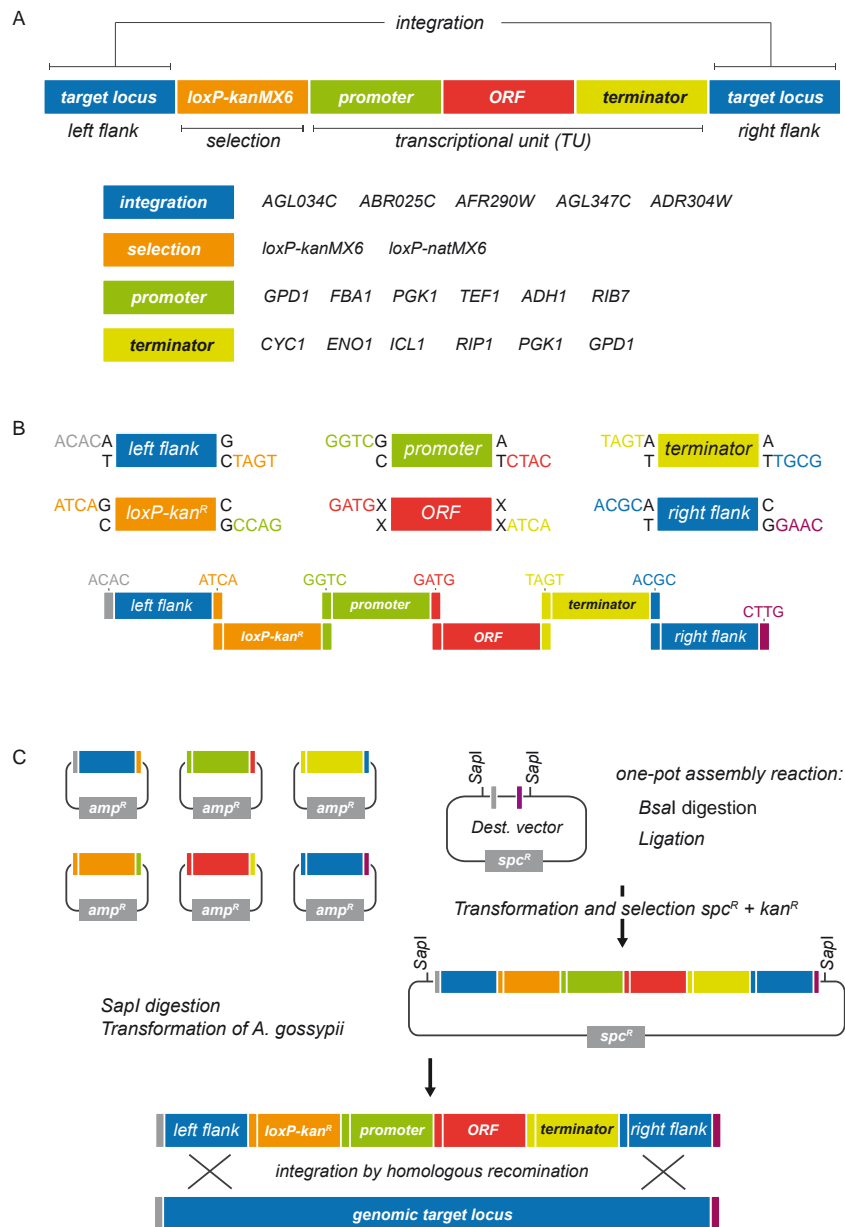 A
integration
target locus loxP-kanMX6 promoter ORF terminator target locus
left flank right flank
selection transcriptional unit (TU)
integration AGL034C ABR025C AFR290W AGL347C ADR304W
selection loxP-kanMX6 loxP-natMX6
promoter GPD1 FBA1 PGK1 TEF1 ADH1 RIB7
terminator CYC1 ENO1 ICL1 RIP1 PGK1 GPD1
B
ACACA left flank G GGTCG promoter A TAGTA terminator A
T CTAGT C TCTAC T TTGCG
ATCAG loxP-kanᴿ C GATGX ORF X ACGCA right flank C
C GCCAG X XATCA T GGAAC
ACAC ATCA GGTC GATG TAGT ACGC
left flank promoter terminator
CTTG
loxP-kanᴿ ORF right flank
C
SapI SapI
one-pot assembly reaction:
BsaI digestion
Ligation
ampᴿ ampᴿ ampᴿ
Dest. vector
spcᴿ
ampᴿ ampᴿ ampᴿ
Transformation and selection spcᴿ + kanᴿ
SapI SapI
SapI digestion
Transformation of A. gossypii
spcᴿ
left flank loxP-kanᴿ promoter ORF terminator right flank
integration by homologous recomination
genomic target locus